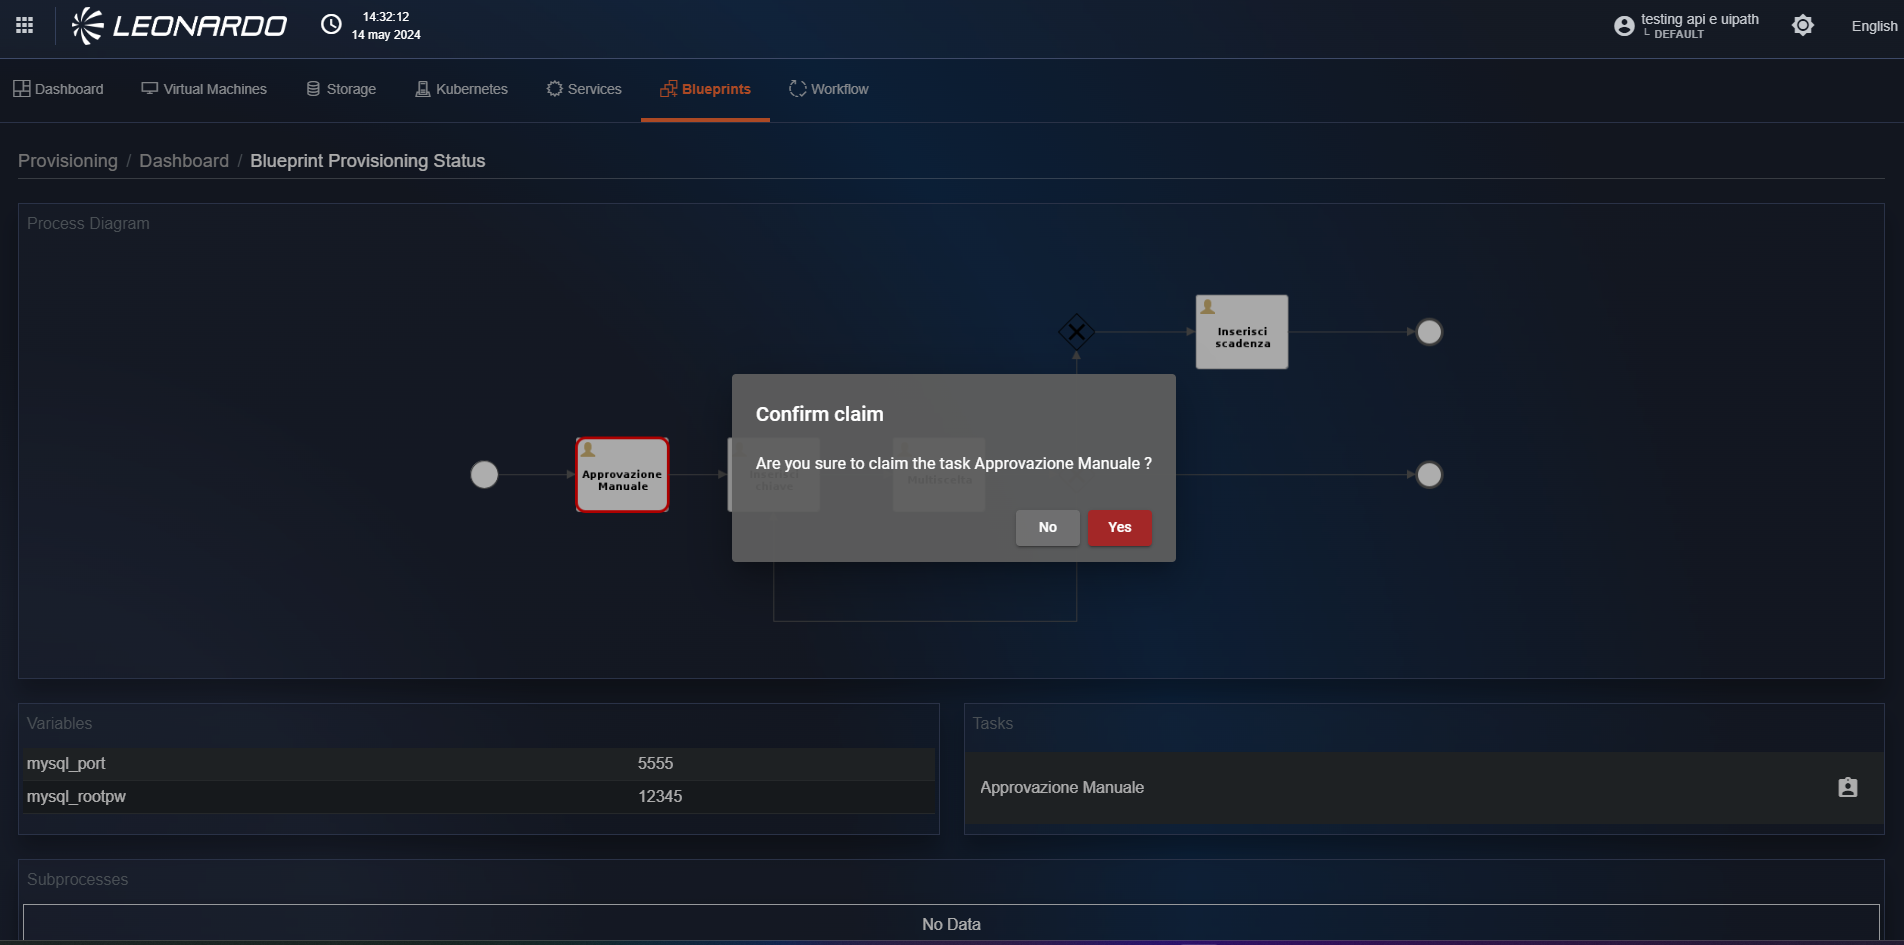 LEONARDO
14:32:12
14 may 2024
testing api e uipath
└ DEFAULT
English
Dashboard
Virtual Machines
Storage
Kubernetes
Services
Blueprints
Workflow
Provisioning / Dashboard / Blueprint Provisioning Status
Process Diagram
Inserisci
scadenza
Approvazione
Manuale
Inserisci
chiave
Multiscelta
Confirm claim
Are you sure to claim the task Approvazione Manuale ?
No
Yes
Variables
mysql_port 5555
mysql_rootpw 12345
Tasks
Approvazione Manuale
Subprocesses
No Data